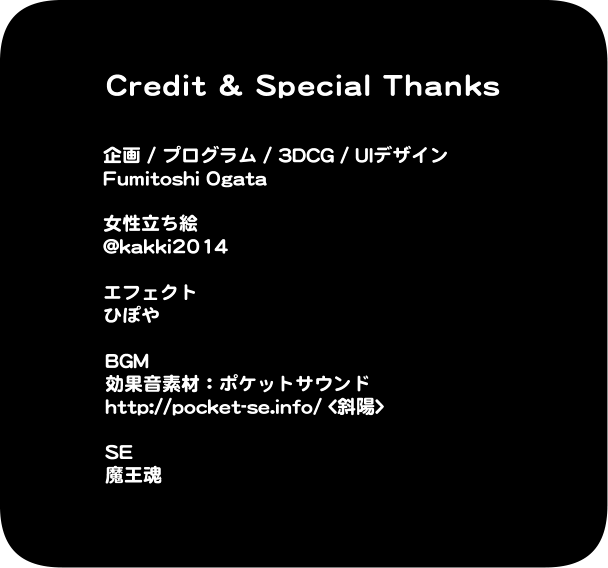 Credit & Special Thanks
企画 / プログラム / 3DCG / UIデザイン
Fumitoshi Ogata
女性立ち絵
@kakki2014
エフェクト
ひぽや
BGM
効果音素材：ポケットサウンド
http://pocket-se.info/ <斜陽>
SE
魔王魂